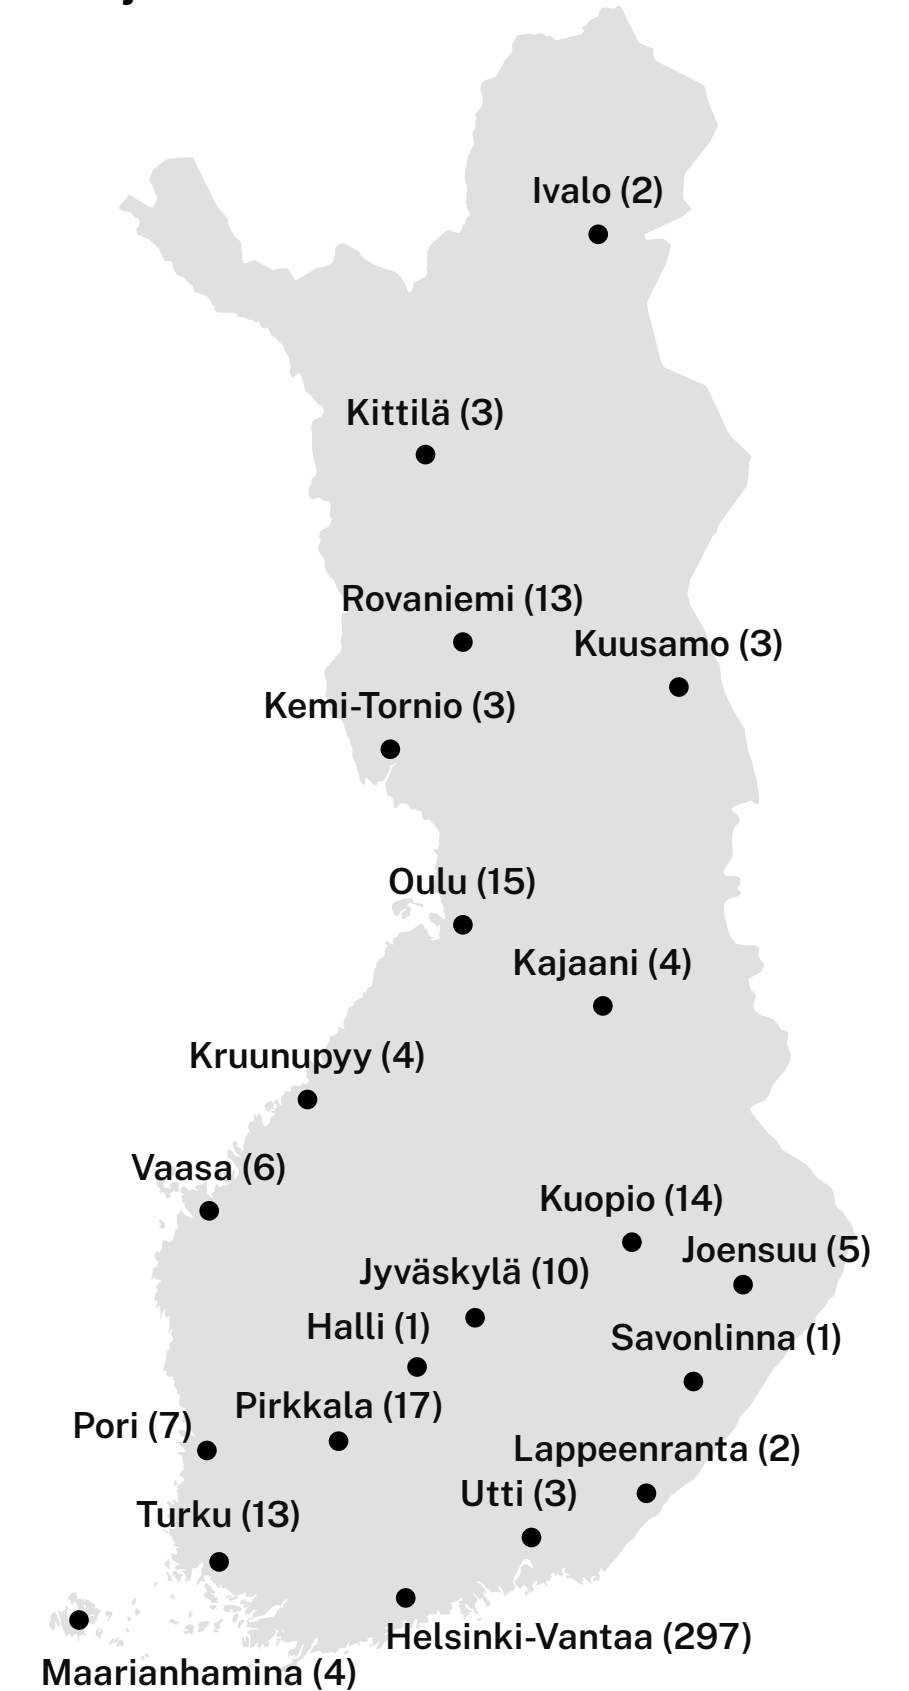 Ivalo (2)
Kittilä (3)
Rovaniemi (13)
Kuusamo (3)
Kemi-Tornio (3)
Oulu (15)
Kajaani (4)
Kruunupyy (4)
Vaasa (6)
Kuopio (14)
Joensuu (5)
Jyväskylä (10)
Halli (1)
Savonlinna (1)
Pirkkala (17)
Pori (7)
Lappeenranta (2)
Utti (3)
Turku (13)
Helsinki-Vantaa (297)
Maarianhamina (4)